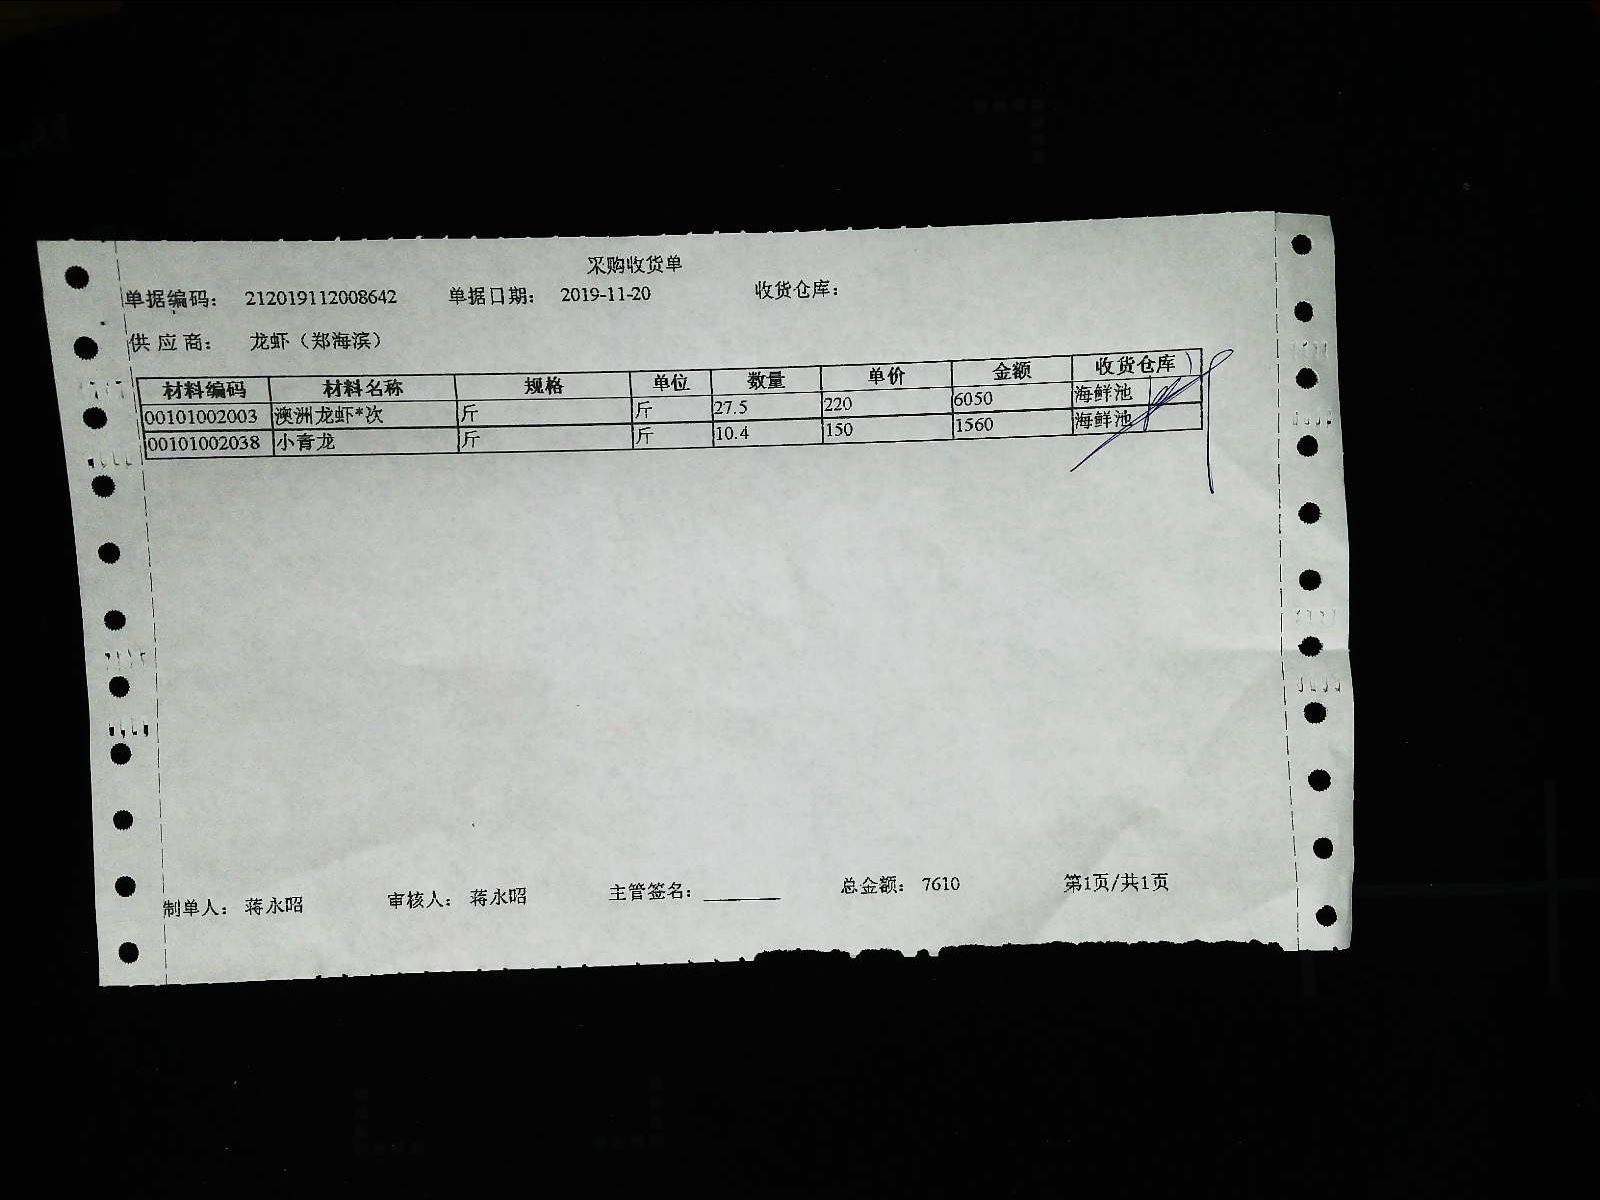 采购收货单
单据编码： 212019112008642 单据日期： 2019-11-20 收货仓库：
供应商： 龙虾（郑海滨）
材料编码 材料名称 规格 单位 数量 单价 金额 收货仓库
00101002003 澳洲龙虾*次 斤 斤 27.5 220 6050 海鲜池
00101002038 小青龙 斤 斤 10.4 150 1560 海鲜池
制单人： 蒋永昭 审核人： 蒋永昭 主管签名：________ 总金额： 7610 第1页/共1页